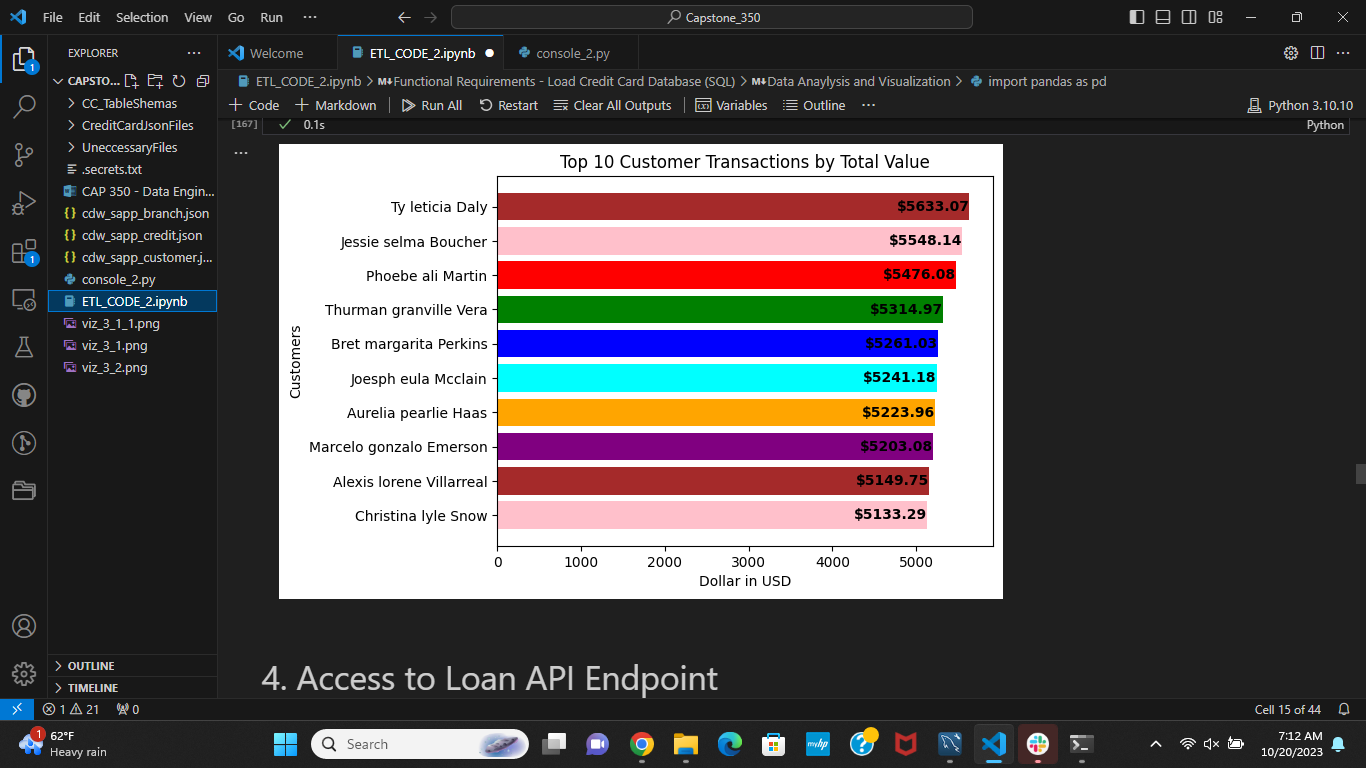 File Edit Selection View Go Run ··· Capstone_350
EXPLORER ··· Welcome ETL_CODE_2.ipynb console_2.py ···
CAPSTO... ETL_CODE_2.ipynb > M↓Functional Requirements - Load Credit Card Database (SQL) > M↓Data Anaylysis and Visualization > import pandas as pd
CC_TableShemas
Code Markdown Run All Restart Clear All Outputs Variables Outline ··· Python 3.10.10
CreditCardJsonFiles
[167] 0.1s Python
UneccessaryFiles
.secrets.txt
CAP 350 - Data Engin...
cdw_sapp_branch.json
cdw_sapp_credit.json
cdw_sapp_customer.j...
console_2.py
ETL_CODE_2.ipynb
viz_3_1_1.png
viz_3_1.png
viz_3_2.png
OUTLINE
TIMELINE
1
1
Top 10 Customer Transactions by Total Value
Customers
Ty leticia Daly $5633.07
Jessie selma Boucher $5548.14
Phoebe ali Martin $5476.08
Thurman granville Vera $5314.97
Bret margarita Perkins $5261.03
Joesph eula Mcclain $5241.18
Aurelia pearlie Haas $5223.96
Marcelo gonzalo Emerson $5203.08
Alexis lorene Villarreal $5149.75
Christina lyle Snow $5133.29
0 1000 2000 3000 4000 5000
Dollar in USD
4. Access to Loan API Endpoint
1 21 0 Cell 15 of 44
1 62°F
Heavy rain
Search
myhp
7:12 AM
10/20/2023